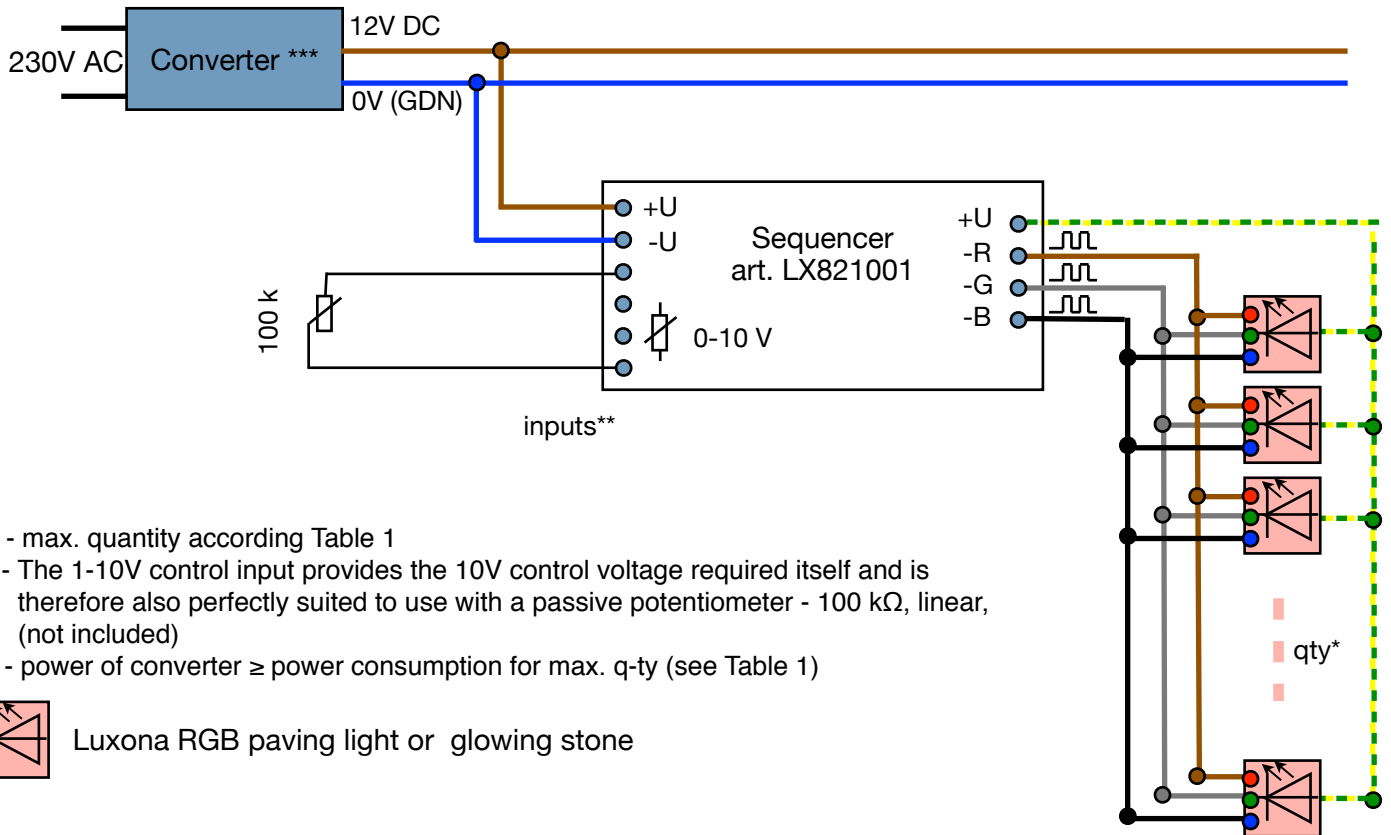 12V DC
230V AC
Converter ***
0V (GDN)
+U
-U
Sequencer
art. LX821001
+U
-R
-G
-B
100 k
0-10 V
inputs**
- max. quantity according Table 1
- The 1-10V control input provides the 10V control voltage required itself and is
therefore also perfectly suited to use with a passive potentiometer - 100 kΩ, linear,
(not included)
- power of converter ≥ power consumption for max. q-ty (see Table 1)
qty*
Luxona RGB paving light or glowing stone